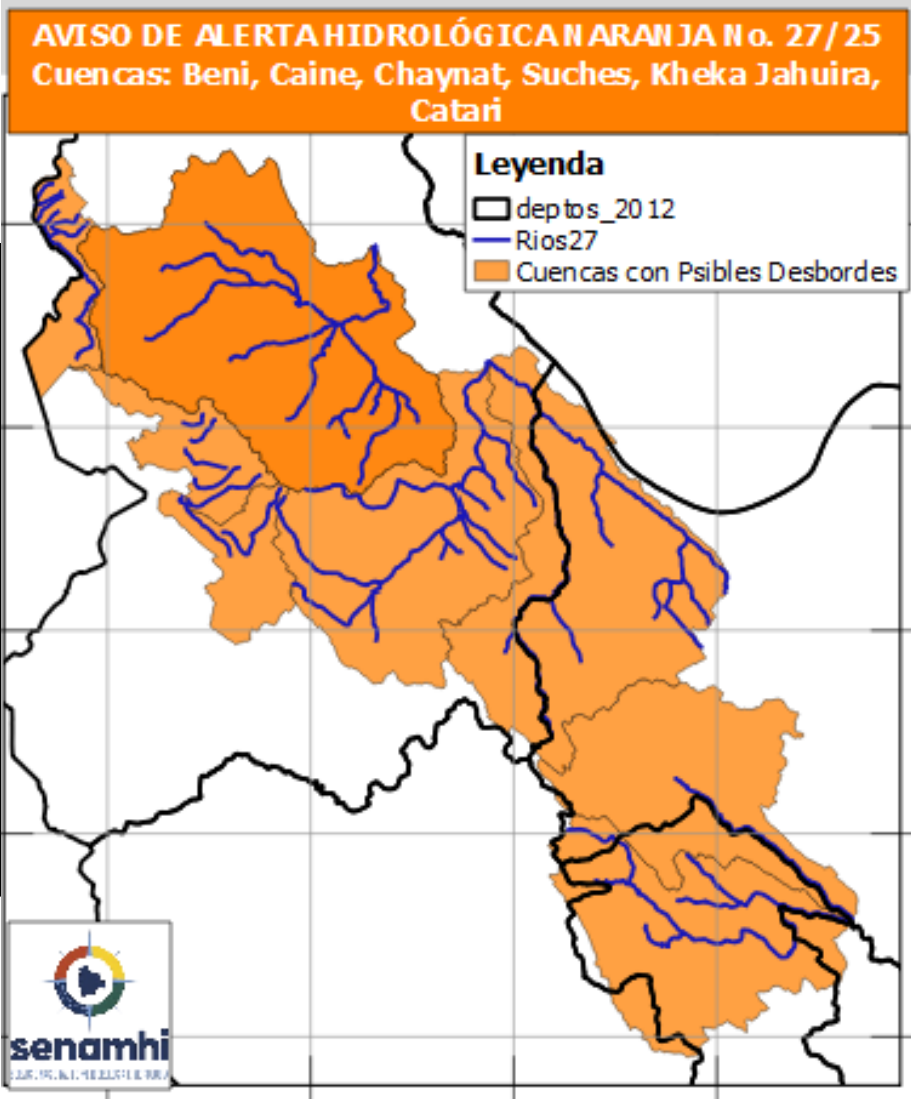 AVISO DE ALERTA HIDROLÓGICA NARANJA No. 27/25
Cuencas: Beni, Caine, Chaynat, Suches, Kheka Jahuira,
Catari
Leyenda
deptos_2012
Rios27
Cuencas con Psibles Desbordes
senamhi